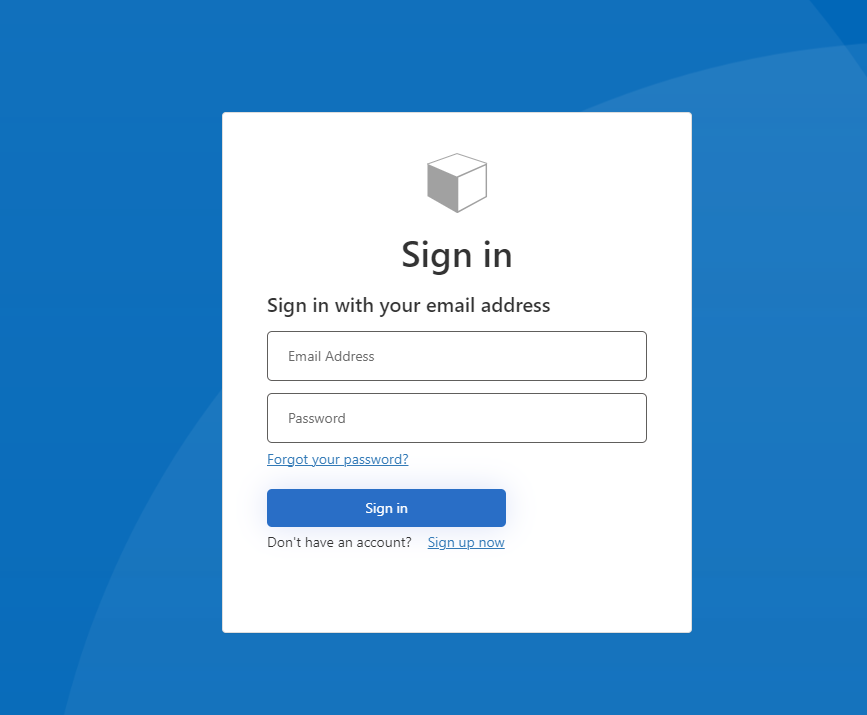 Sign in
Sign in with your email address
Email Address
Password
Forgot your password?
Sign in
Don't have an account? Sign up now